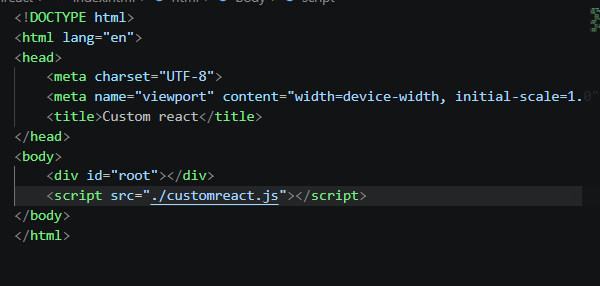 <!DOCTYPE html>
<html lang="en">
<head>
    <meta charset="UTF-8">
    <meta name="viewport" content="width=device-width, initial-scale=1.0"
    <title>Custom react</title>
</head>
<body>
    <div id="root"></div>
    <script src="./customreact.js"></script>
</body>
</html>